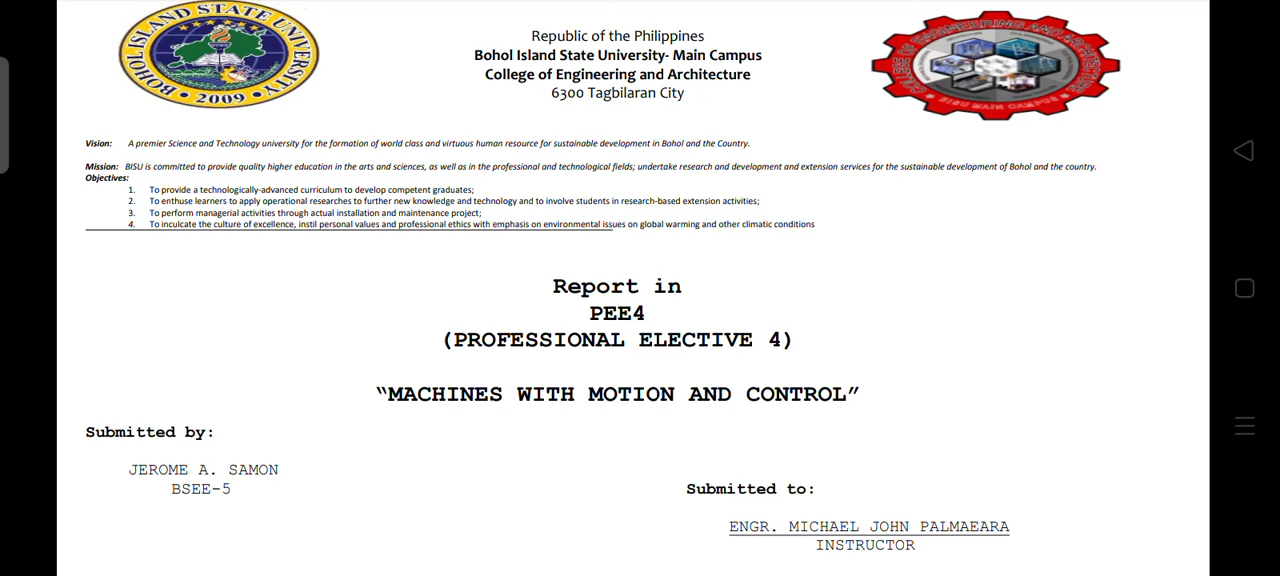 BOHOL ISLAND STATE UNIVERSITY
2009
Republic of the Philippines
Bohol Island State University- Main Campus
College of Engineering and Architecture
6300 Tagbilaran City
COLLEGE OF ENGINEERING AND ARCHITECTURE
BISU MAIN CAMPUS
Vision: A premier Science and Technology university for the formation of world class and virtuous human resource for sustainable development in Bohol and the Country.
Mission: BISU is committed to provide quality higher education in the arts and sciences, as well as in the professional and technological fields; undertake research and development and extension services for the sustainable development of Bohol and the country.
Objectives:
1. To provide a technologically-advanced curriculum to develop competent graduates;
2. To enthuse learners to apply operational researches to further new knowledge and technology and to involve students in research-based extension activities;
3. To perform managerial activities through actual installation and maintenance project;
4. To inculcate the culture of excellence, instil personal values and professional ethics with emphasis on environmental issues on global warming and other climatic conditions
Report in
PEE4
(PROFESSIONAL ELECTIVE 4)
“MACHINES WITH MOTION AND CONTROL”
Submitted by:
JEROME A. SAMON
BSEE-5
Submitted to:
ENGR. MICHAEL JOHN PALMAEARA
INSTRUCTOR